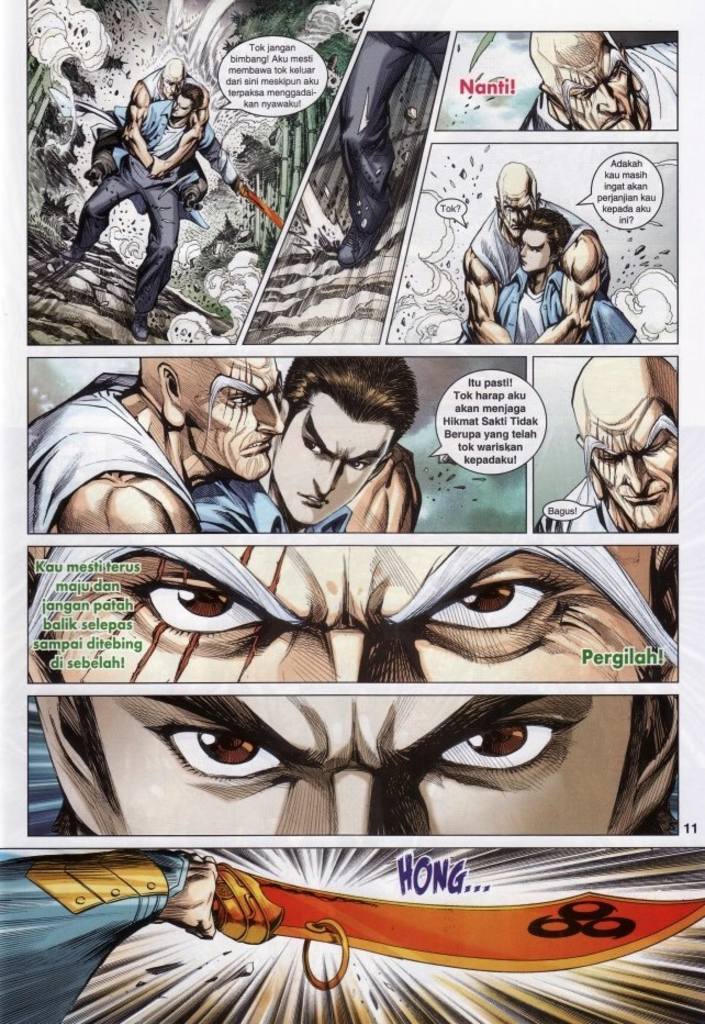 Tok jangan
bimbang! Aku mesti
membawa tok keluar
dari sini meskipun aku
terpaksa menggadai-
kan nyawaku!
Nanti!
Tok?
Adakah
kau masih
ingat akan
perjanjian kau
kepada aku
ini?
Itu pasti!
Tok harap aku
akan menjaga
Hikmat Sakti Tidak
Berupa yang telah
tok wariskan
kepadaku!
Bagus!
Kau mesti terus
maju dan
jangan patah
balik selepas
sampai ditebing
di sebelah!
Pergilah!
11
HONG...